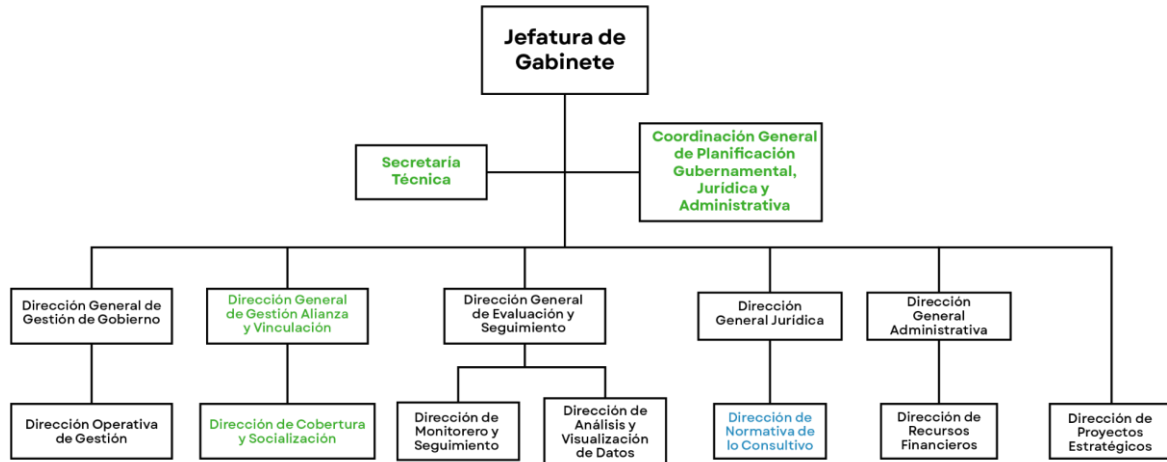 Jefatura de
Gabinete
Secretaría
Técnica
Coordinación General
de Planificación
Gubernamental,
Jurídica y
Administrativa
Dirección General de
Gestión de Gobierno
Dirección General
de Gestión Alianza
y Vinculación
Dirección General
de Evaluación y
Seguimiento
Dirección
General Jurídica
Dirección
General
Administrativa
Dirección Operativa
de Gestión
Dirección de Cobertura
y Socialización
Dirección de
Monitorero y
Seguimiento
Dirección de
Análisis y
Visualización
de Datos
Dirección de
Normativa de
lo Consultivo
Dirección de
Recursos
Financieros
Dirección de
Proyectos
Estratégicos